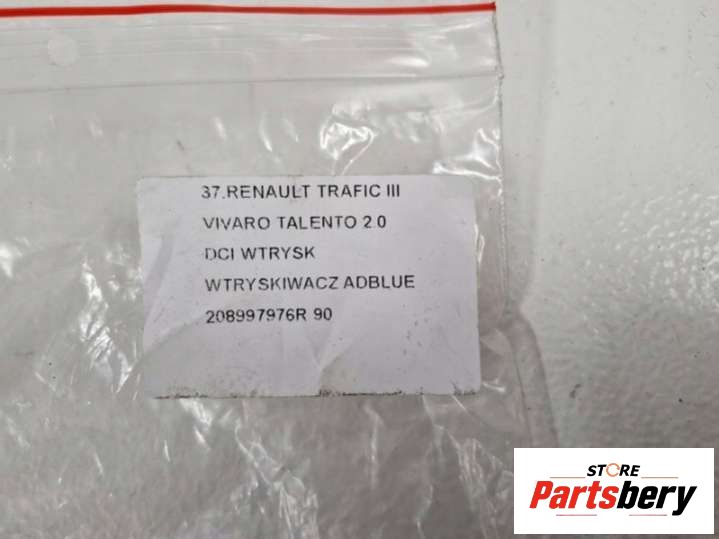 37.RENAULT TRAFIC III
VIVARO TALENTO 2.0
DCI WTRYSK
WTRYSKIWACZ ADBLUE
208997976R 90
STORE
Partsbery